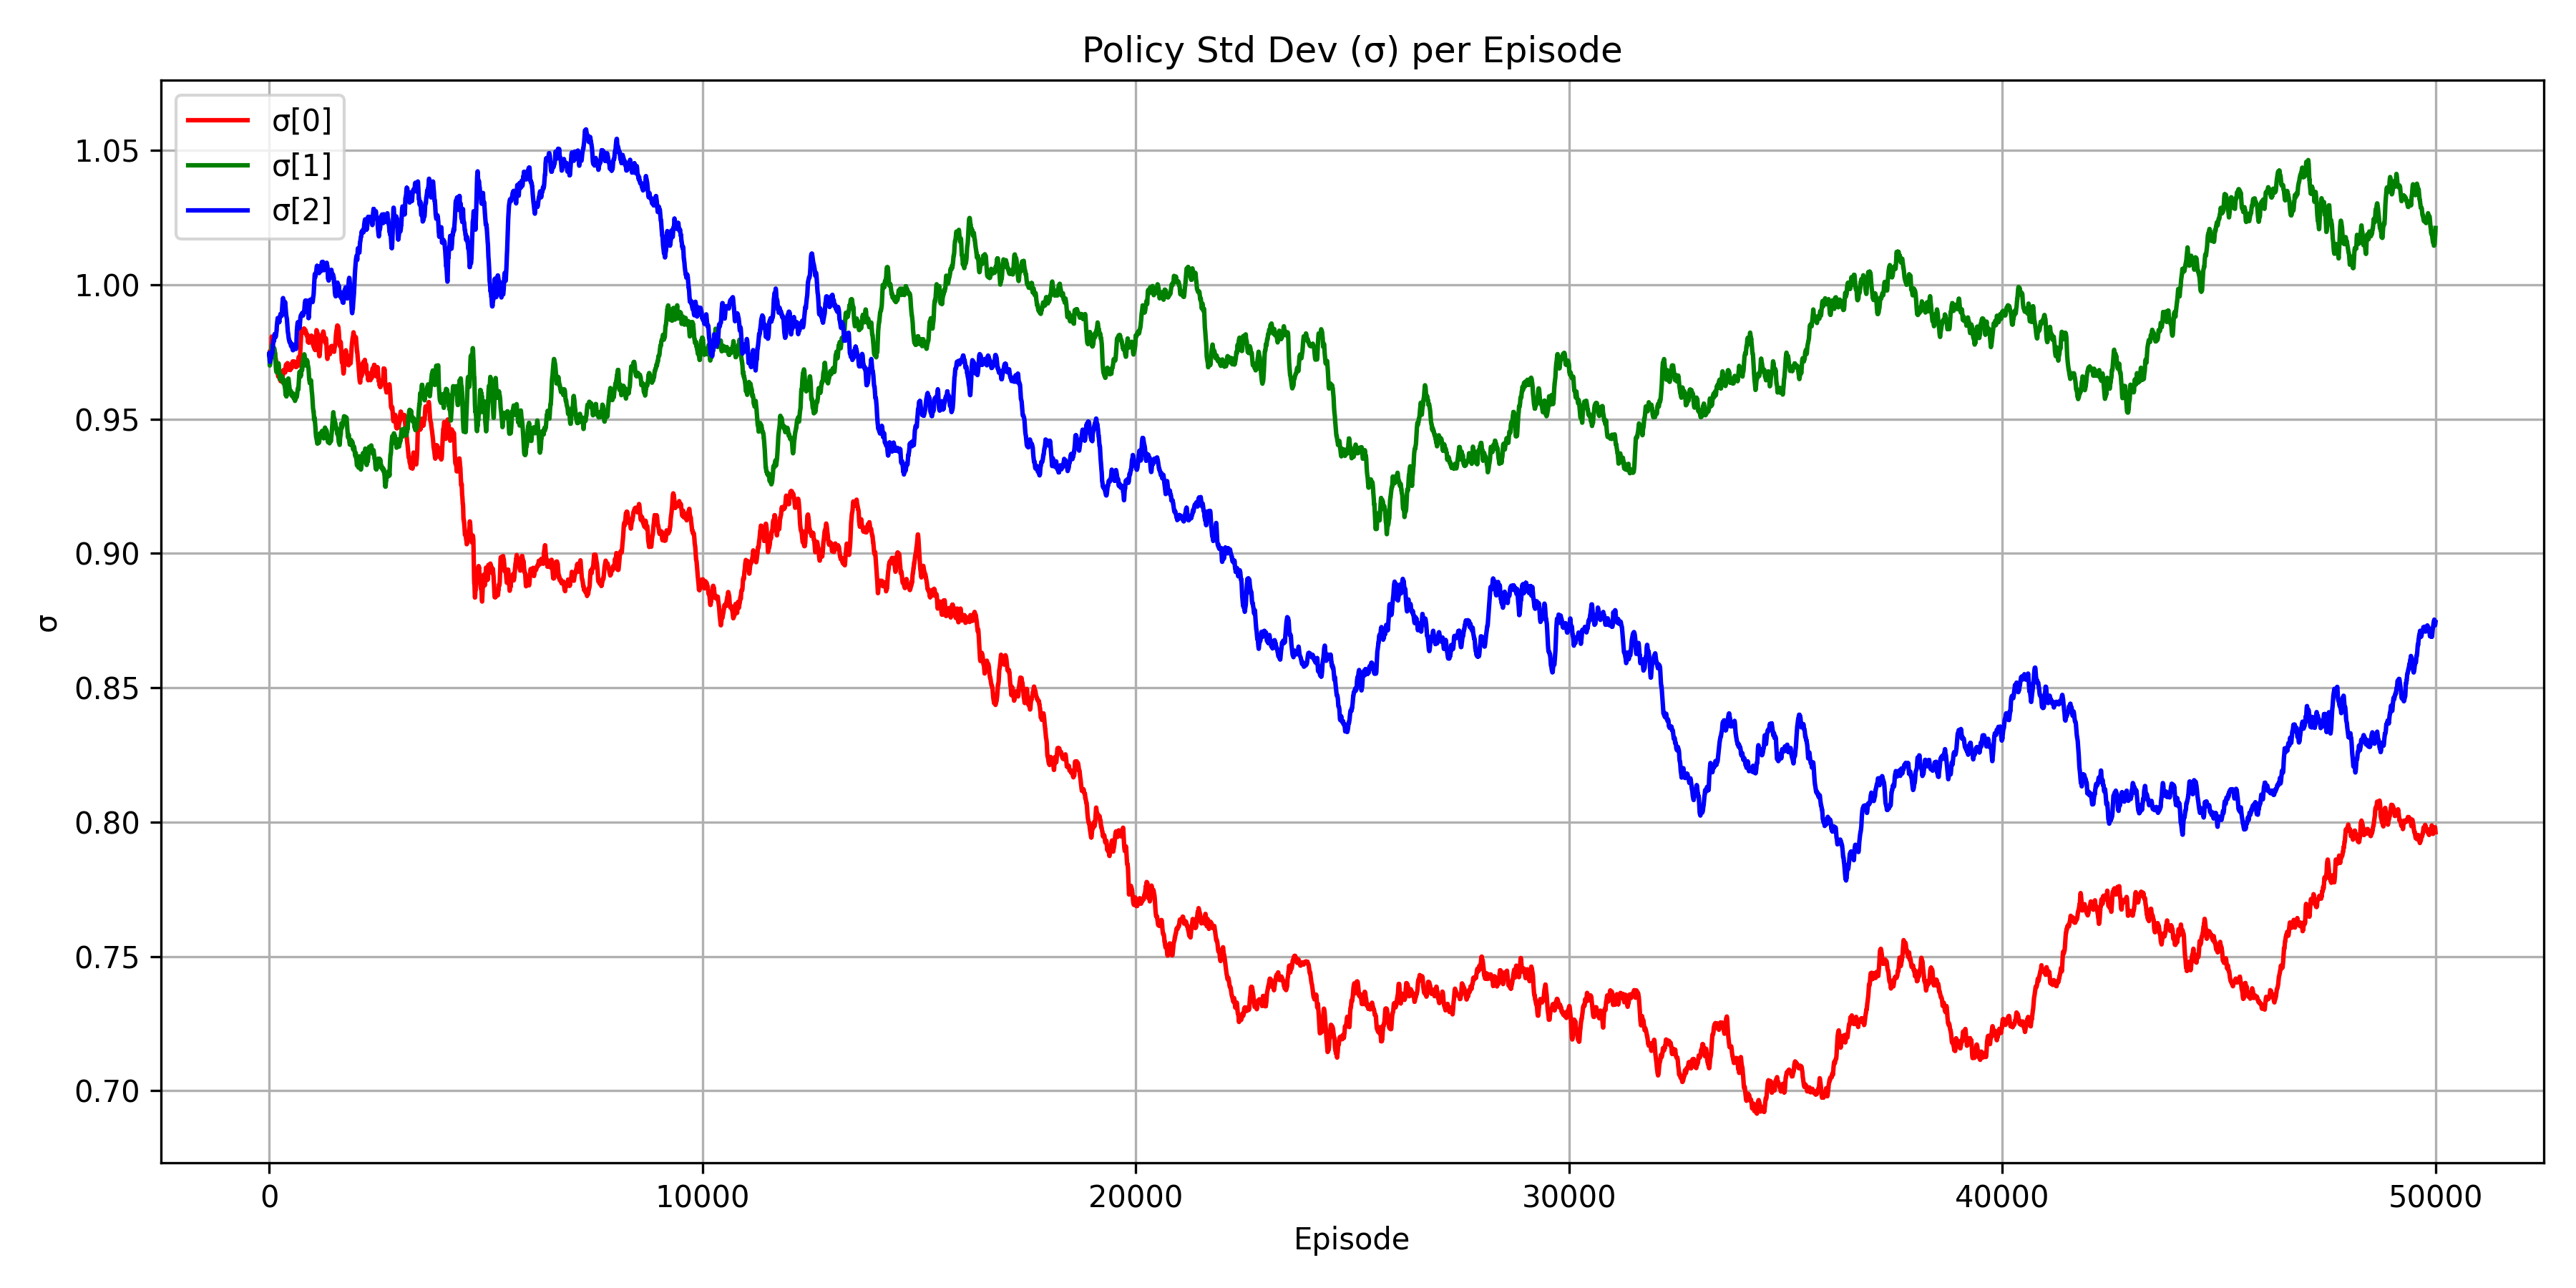 Policy Std Dev (σ) per Episode
σ[0]
σ[1]
σ[2]
1.05
1.00
0.95
0.90
0.85
0.80
0.75
0.70
σ
0 10000 20000 30000 40000 50000
Episode